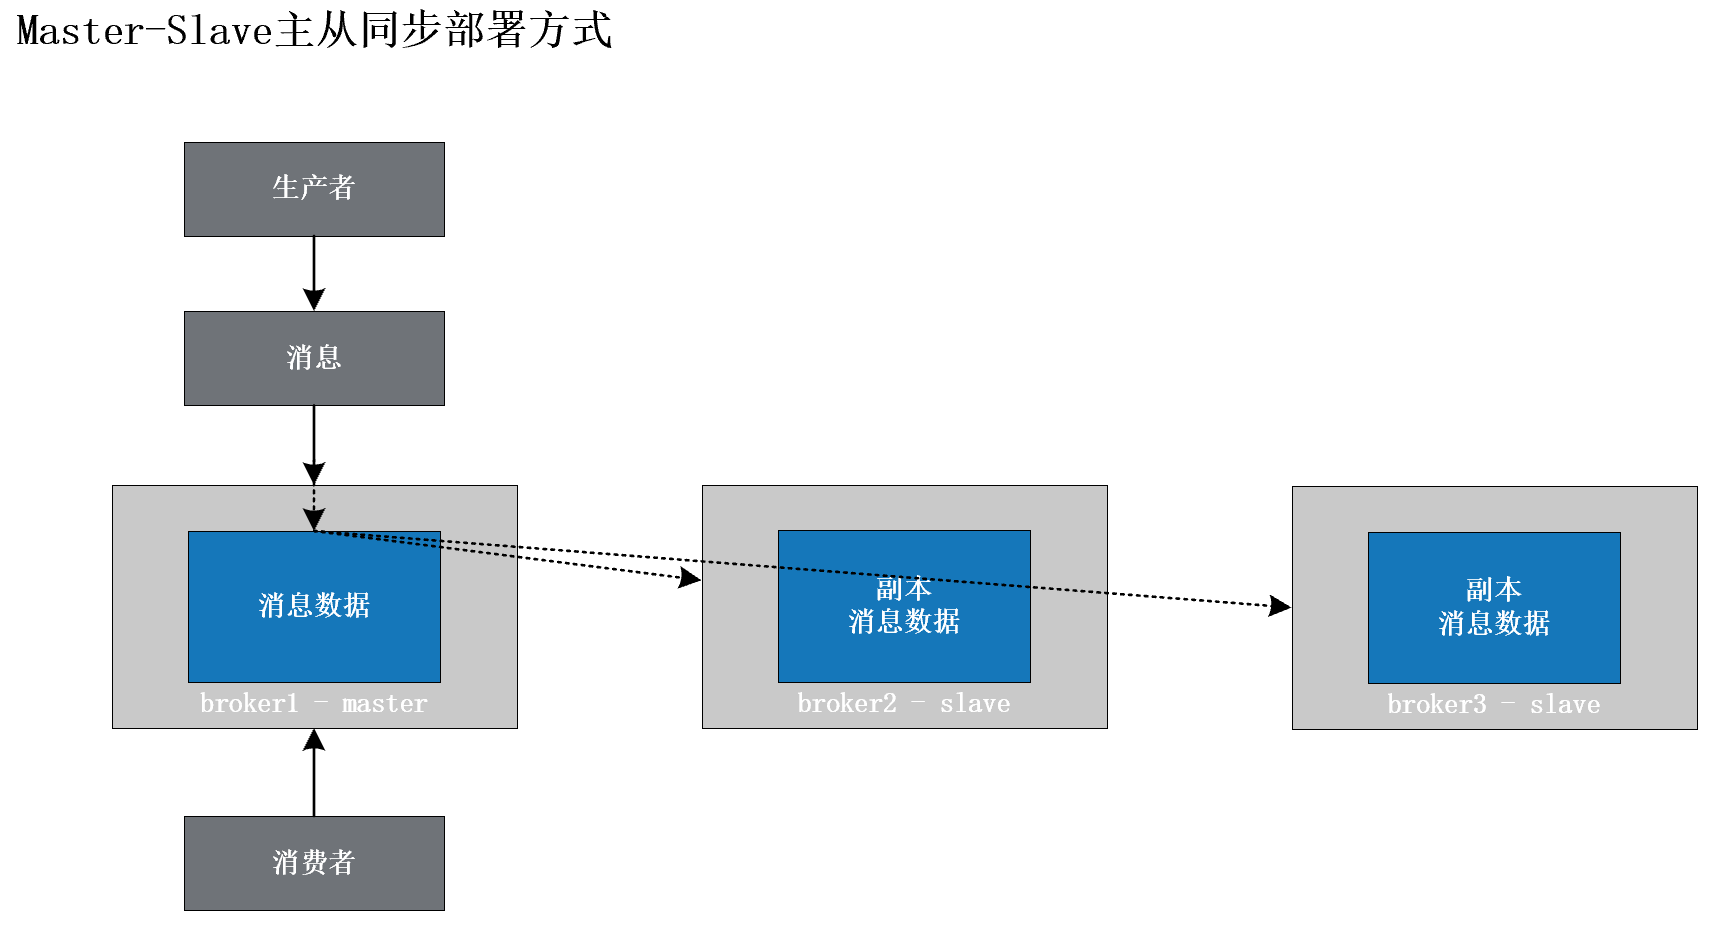 Master-Slave主从同步部署方式
生产者
消息
消息数据
broker1 - master
副本
消息数据
broker2 - slave
副本
消息数据
broker3 - slave
消费者